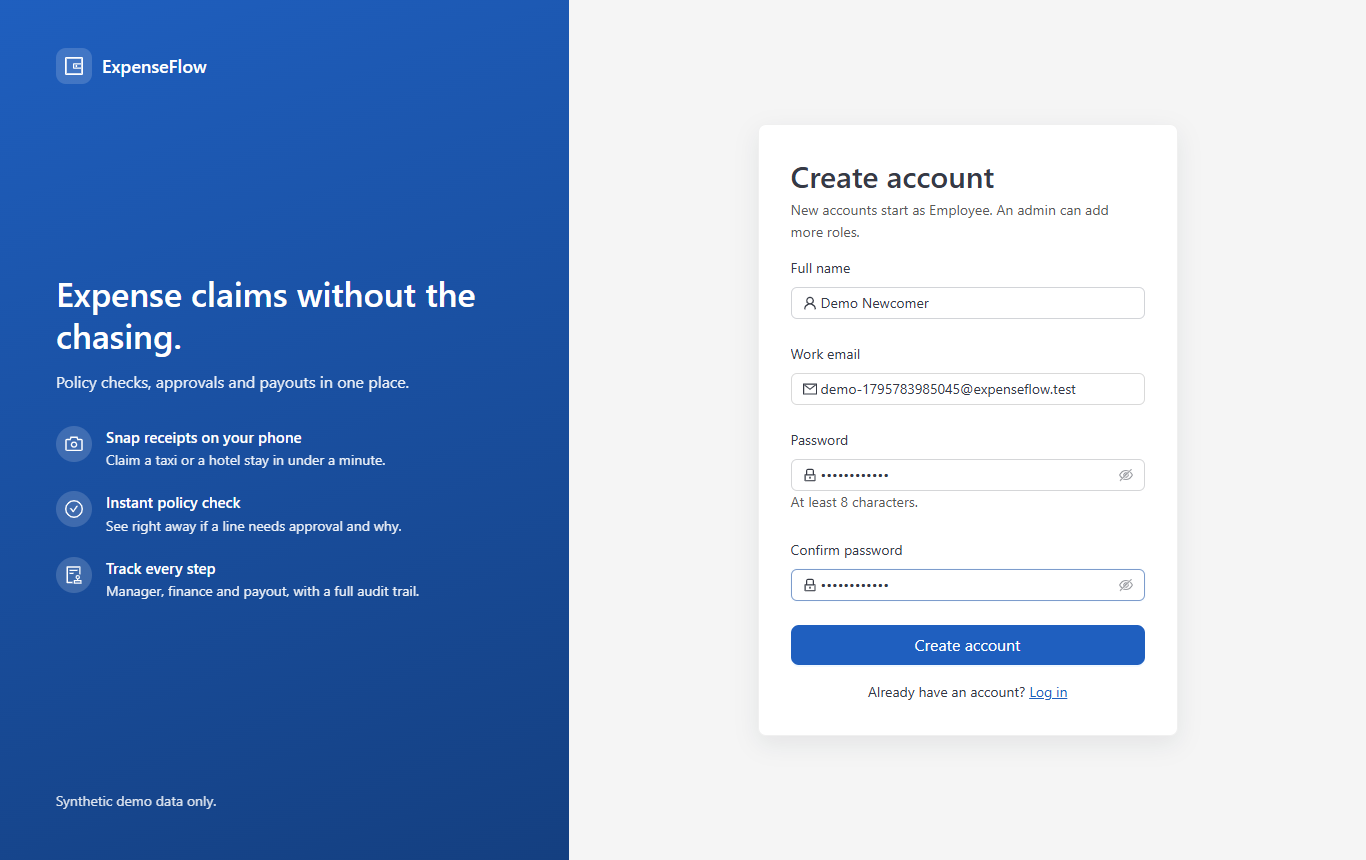 ExpenseFlow
Expense claims without the
chasing.
Policy checks, approvals and payouts in one place.
Snap receipts on your phone
Claim a taxi or a hotel stay in under a minute.
Instant policy check
See right away if a line needs approval and why.
Track every step
Manager, finance and payout, with a full audit trail.
Synthetic demo data only.
Create account
New accounts start as Employee. An admin can add
more roles.
Full name
Demo Newcomer
Work email
demo-1795783985045@expenseflow.test
Password
••••••••••••
At least 8 characters.
Confirm password
••••••••••••
Create account
Already have an account? Log in